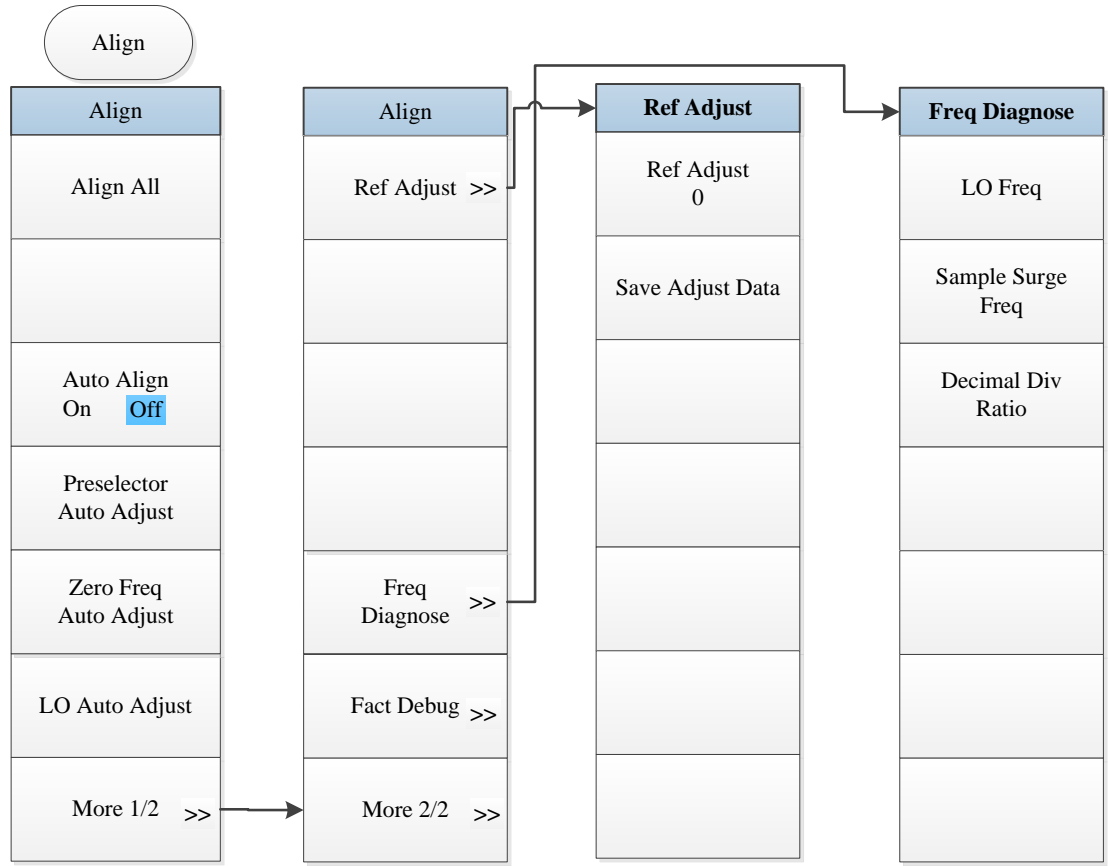 Align
Align
Align All
Auto Align
On Off
Preselector
Auto Adjust
Zero Freq
Auto Adjust
LO Auto Adjust
More 1/2 >>
Align
Ref Adjust >>
Freq
Diagnose >>
Fact Debug >>
More 2/2 >>
Ref Adjust
Ref Adjust
0
Save Adjust Data
Freq Diagnose
LO Freq
Sample Surge
Freq
Decimal Div
Ratio